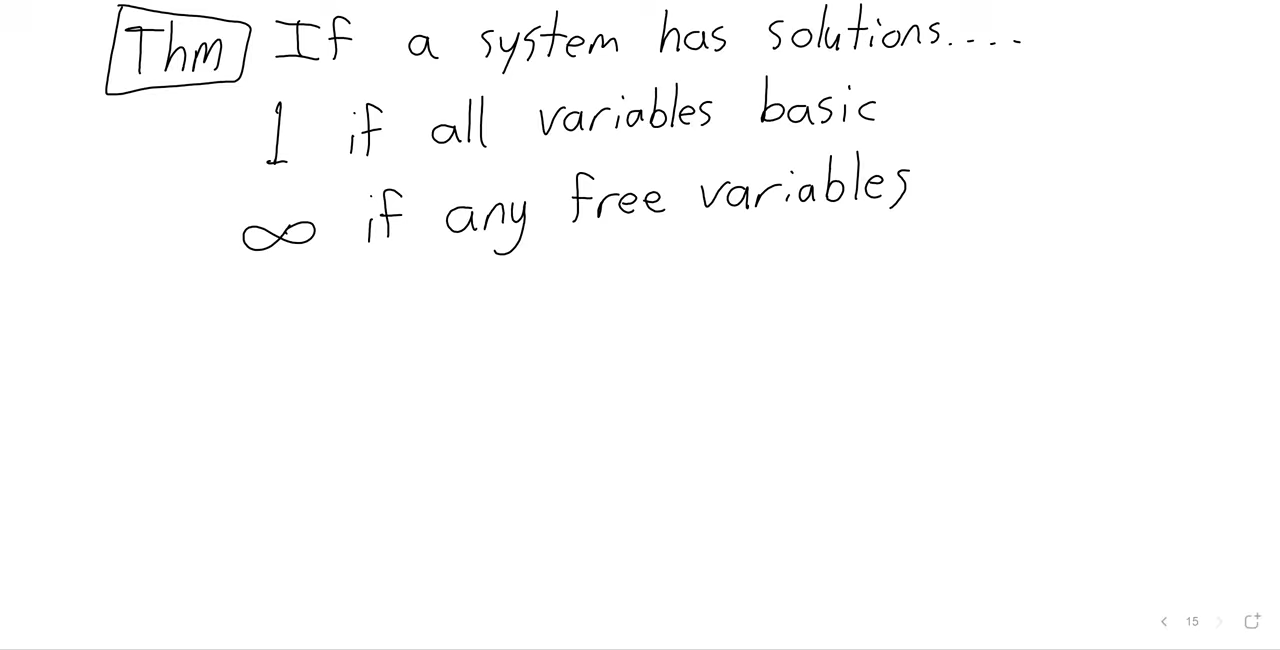 Thm If a system has solutions....
1 if all variables basic
∞ if any free variables
15